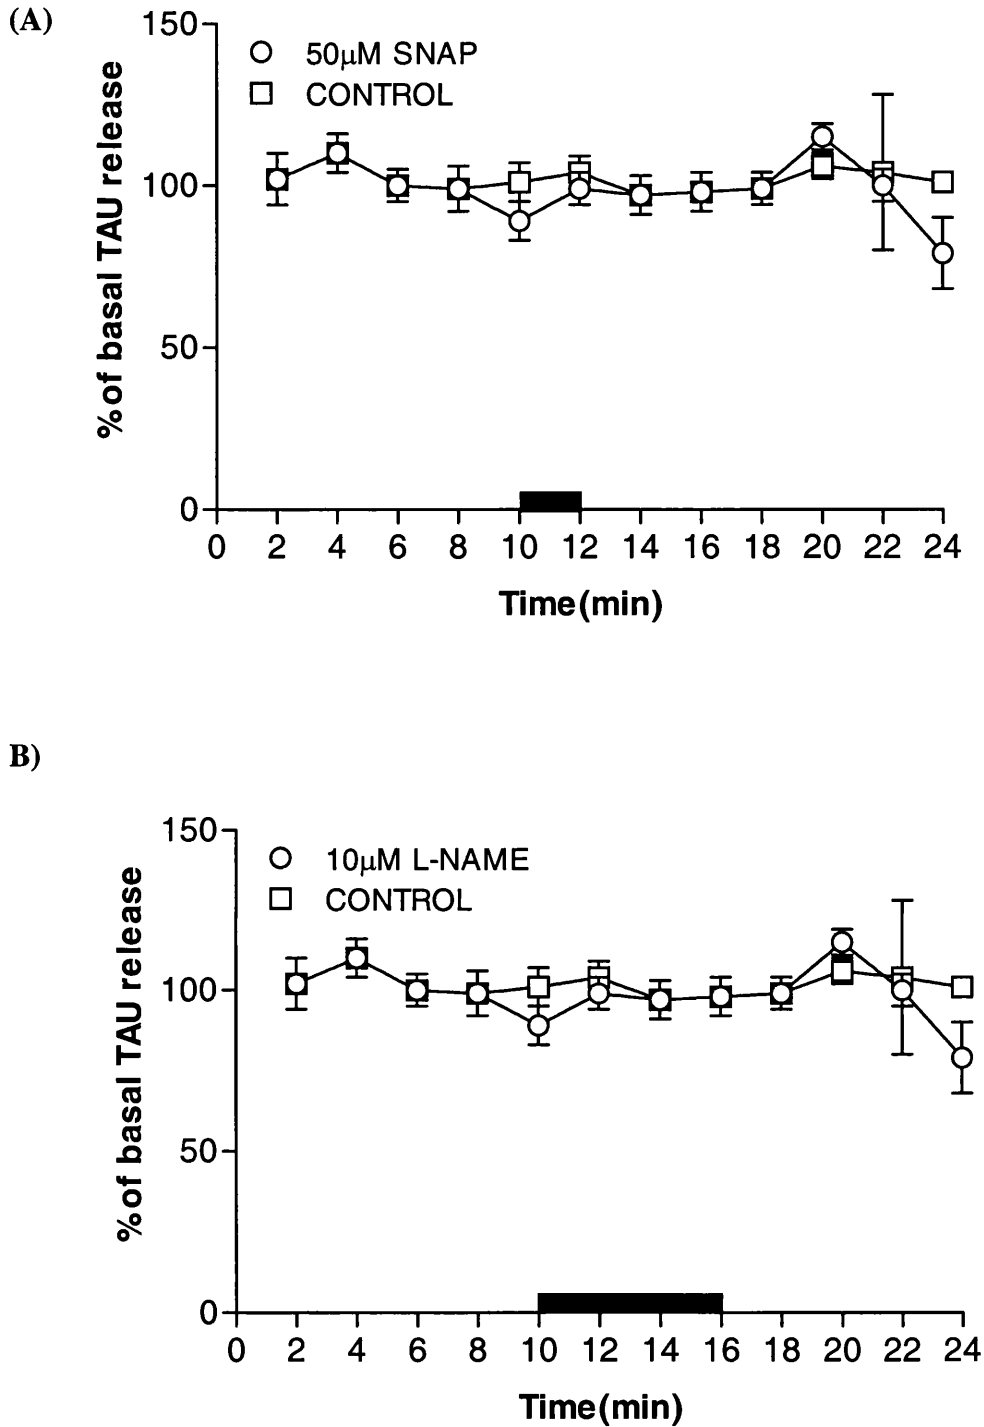 (A)
150
50μM SNAP
CONTROL
100
50
0
% of basal TAU release
0 2 4 6 8 10 12 14 16 18 20 22 24
Time (min)
B)
150
10μM L-NAME
CONTROL
100
50
0
% of basal TAU release
0 2 4 6 8 10 12 14 16 18 20 22 24
Time (min)